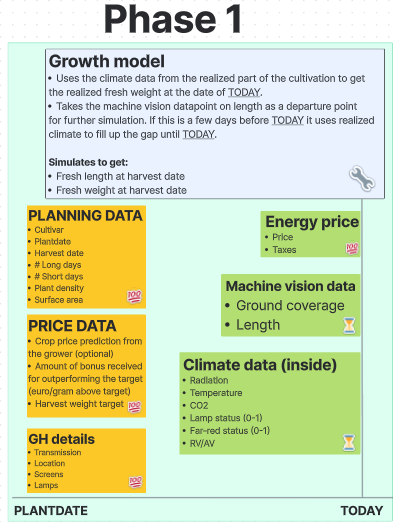 Phase 1
Growth model
• Uses the climate data from the realized part of the cultivation to get
the realized fresh weight at the date of TODAY.
• Takes the machine vision datapoint on length as a departure point
for further simulation. If this is a few days before TODAY it uses realized
climate to fill up the gap until TODAY.
Simulates to get:
• Fresh length at harvest date
• Fresh weight at harvest date
PLANNING DATA
• Cultivar
• Plantdate
• Harvest date
• # Long days
• # Short days
• Plant density
• Surface area
💯
PRICE DATA
• Crop price prediction from
the grower (optional)
• Amount of bonus received
for outperforming the target
(euro/gram above target)
• Harvest weight target
💯
GH details
• Transmission
• Location
• Screens
• Lamps
💯
Energy price
• Price
• Taxes
💯
Machine vision data
• Ground coverage
• Length
Climate data (inside)
• Radiation
• Temperature
• CO2
• Lamp status (0-1)
• Far-red status (0-1)
• RV/AV
PLANTDATE
TODAY